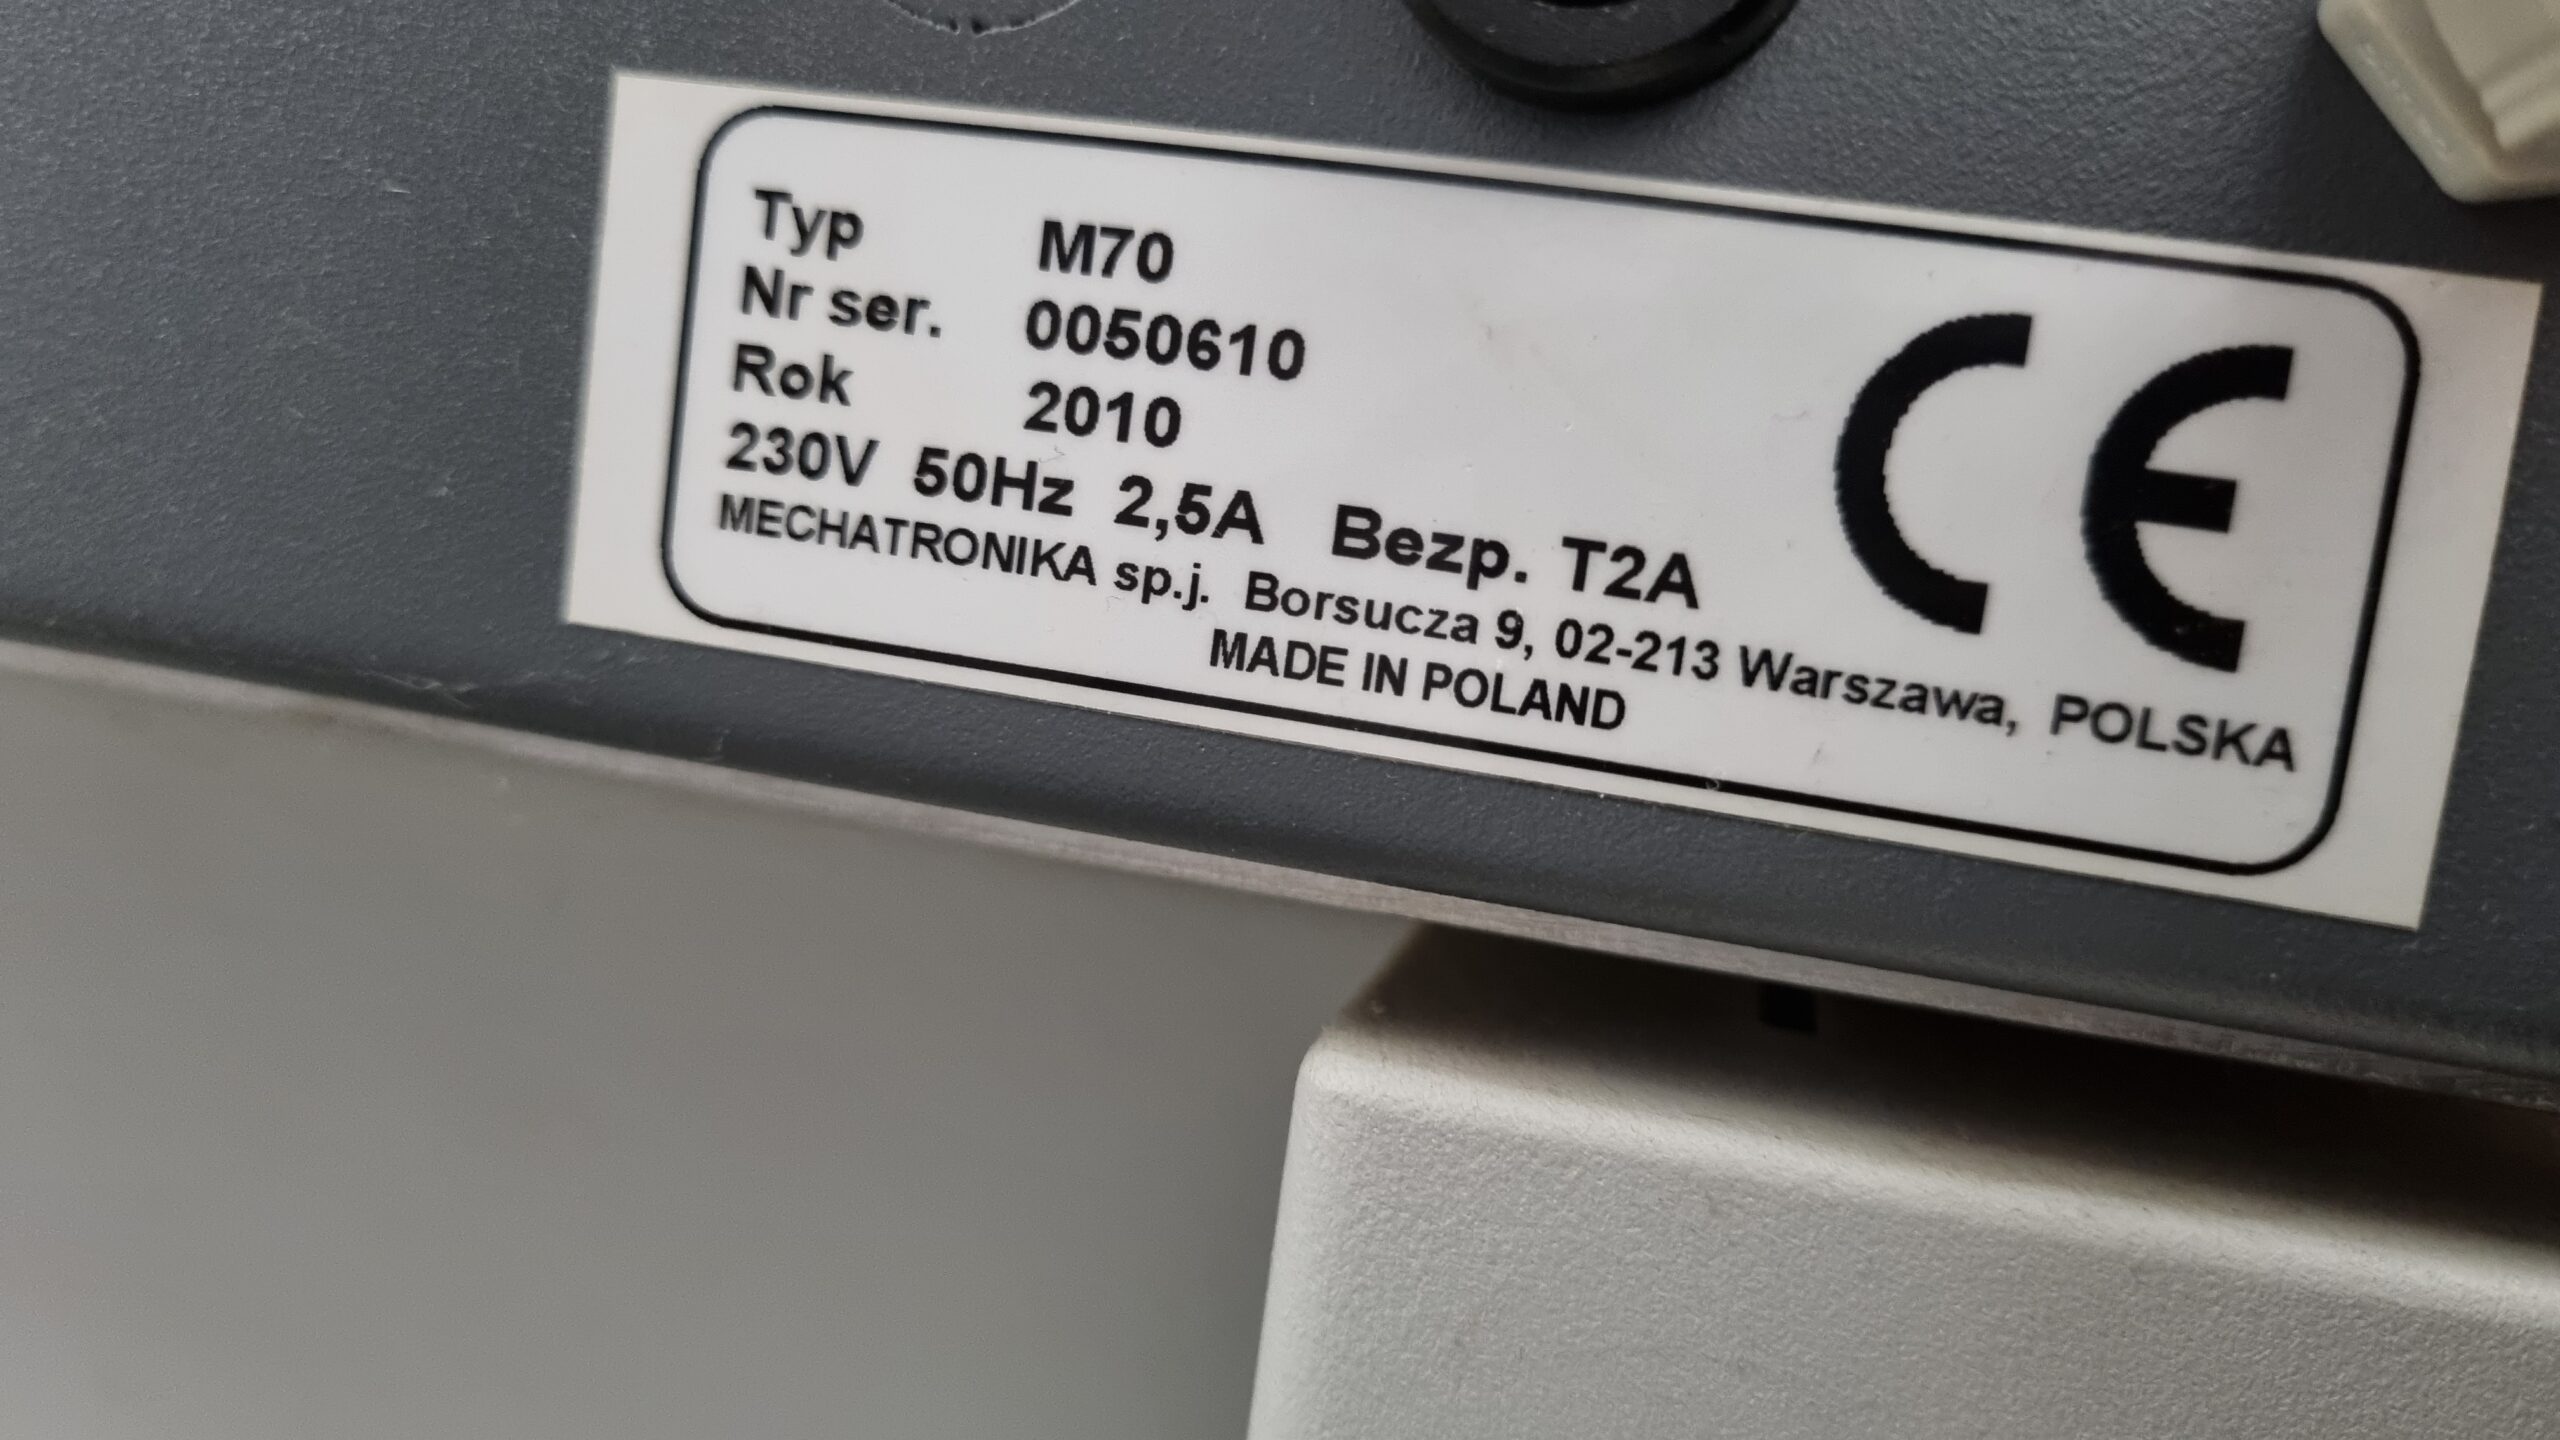 Typ M70
Nr ser. 0050610
Rok 2010
230V 50Hz 2,5A Bezp. T2A
MECHATRONIKA sp.j. Borsucza 9, 02-213 Warszawa, POLSKA
MADE IN POLAND
CE